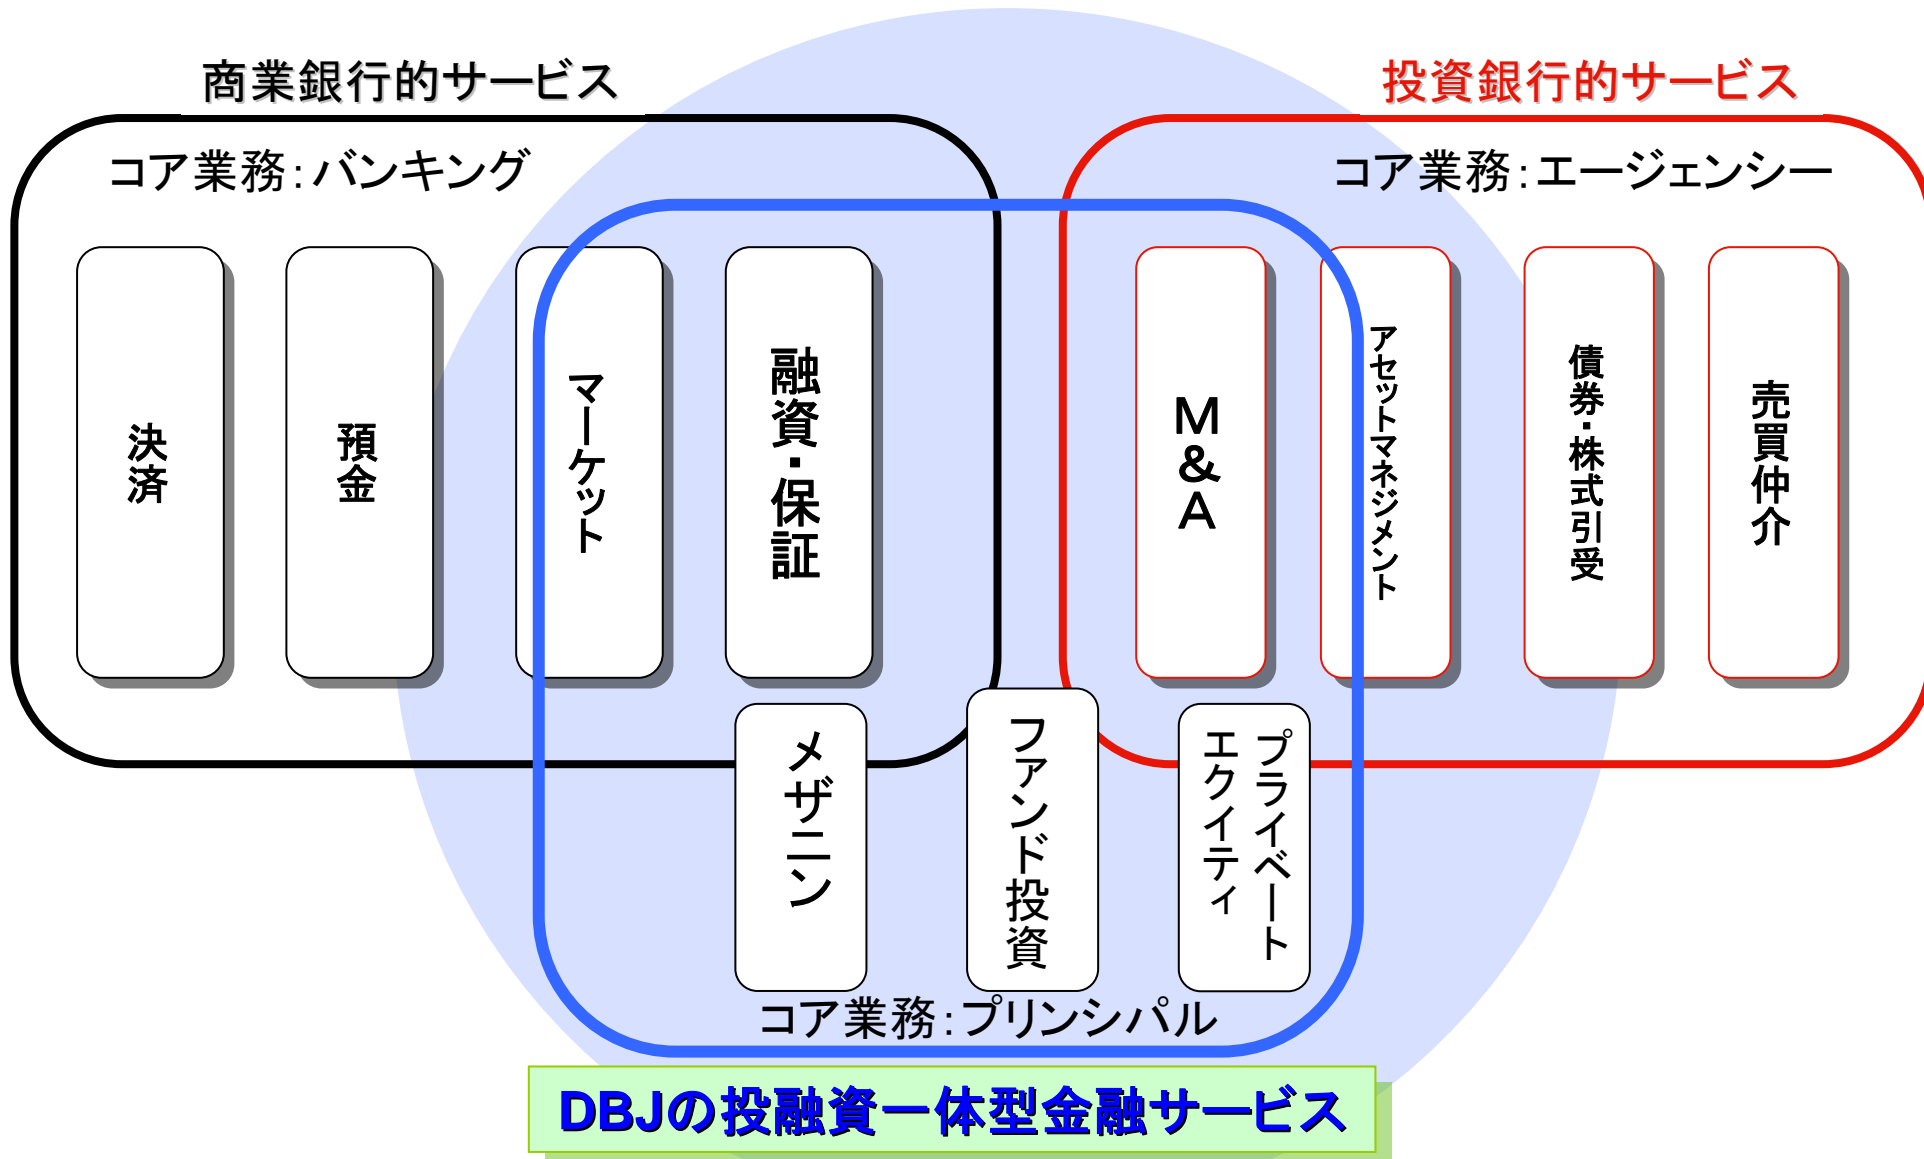 商業銀行的サービス
投資銀行的サービス
コア業務：バンキング
コア業務：エージェンシー
決済
預金
マーケット
融資・保証
M&A
アセットマネジメント
債券・株式引受
売買仲介
メザニン
ファンド投資
プライベート
エクイティ
コア業務：プリンシパル
DBJの投融資一体型金融サービス